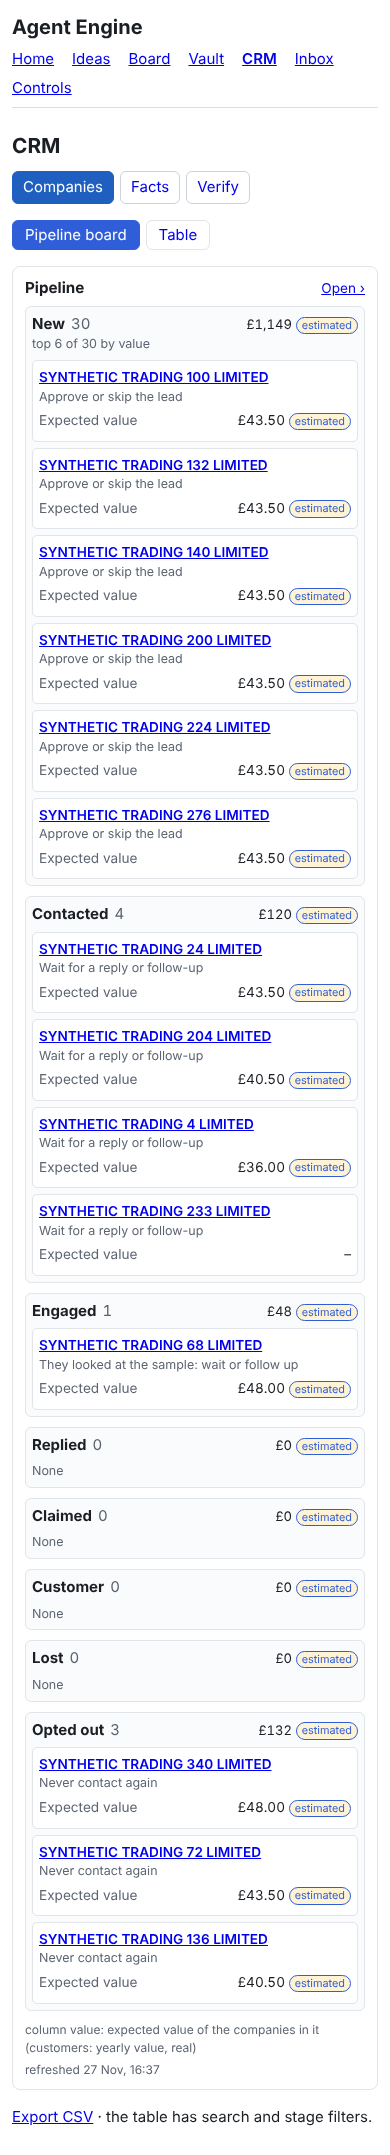 Agent Engine
Home Ideas Board Vault CRM Inbox
Controls
CRM
Companies Facts Verify
Pipeline board Table
Pipeline Open ›
New 30 £1,149 estimated
top 6 of 30 by value
SYNTHETIC TRADING 100 LIMITED
Approve or skip the lead
Expected value £43.50 estimated
SYNTHETIC TRADING 132 LIMITED
Approve or skip the lead
Expected value £43.50 estimated
SYNTHETIC TRADING 140 LIMITED
Approve or skip the lead
Expected value £43.50 estimated
SYNTHETIC TRADING 200 LIMITED
Approve or skip the lead
Expected value £43.50 estimated
SYNTHETIC TRADING 224 LIMITED
Approve or skip the lead
Expected value £43.50 estimated
SYNTHETIC TRADING 276 LIMITED
Approve or skip the lead
Expected value £43.50 estimated
Contacted 4 £120 estimated
SYNTHETIC TRADING 24 LIMITED
Wait for a reply or follow-up
Expected value £43.50 estimated
SYNTHETIC TRADING 204 LIMITED
Wait for a reply or follow-up
Expected value £40.50 estimated
SYNTHETIC TRADING 4 LIMITED
Wait for a reply or follow-up
Expected value £36.00 estimated
SYNTHETIC TRADING 233 LIMITED
Wait for a reply or follow-up
Expected value –
Engaged 1 £48 estimated
SYNTHETIC TRADING 68 LIMITED
They looked at the sample: wait or follow up
Expected value £48.00 estimated
Replied 0 £0 estimated
None
Claimed 0 £0 estimated
None
Customer 0 £0 estimated
None
Lost 0 £0 estimated
None
Opted out 3 £132 estimated
SYNTHETIC TRADING 340 LIMITED
Never contact again
Expected value £48.00 estimated
SYNTHETIC TRADING 72 LIMITED
Never contact again
Expected value £43.50 estimated
SYNTHETIC TRADING 136 LIMITED
Never contact again
Expected value £40.50 estimated
column value: expected value of the companies in it
(customers: yearly value, real)
refreshed 27 Nov, 16:37
Export CSV · the table has search and stage filters.